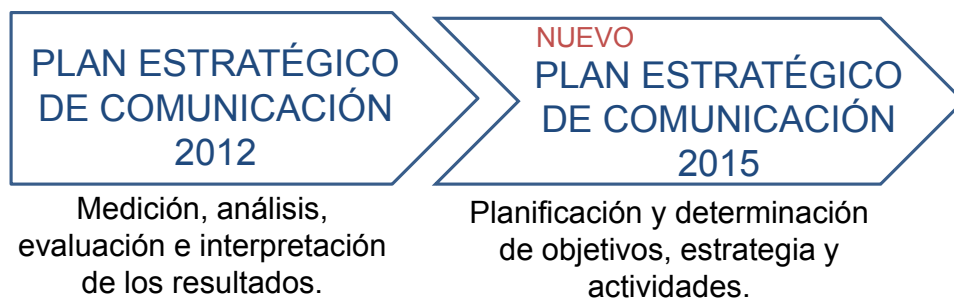 PLAN ESTRATÉGICO
DE COMUNICACIÓN
2012
Medición, análisis,
evaluación e interpretación
de los resultados.
NUEVO
PLAN ESTRATÉGICO
DE COMUNICACIÓN
2015
Planificación y determinación
de objetivos, estrategia y
actividades.